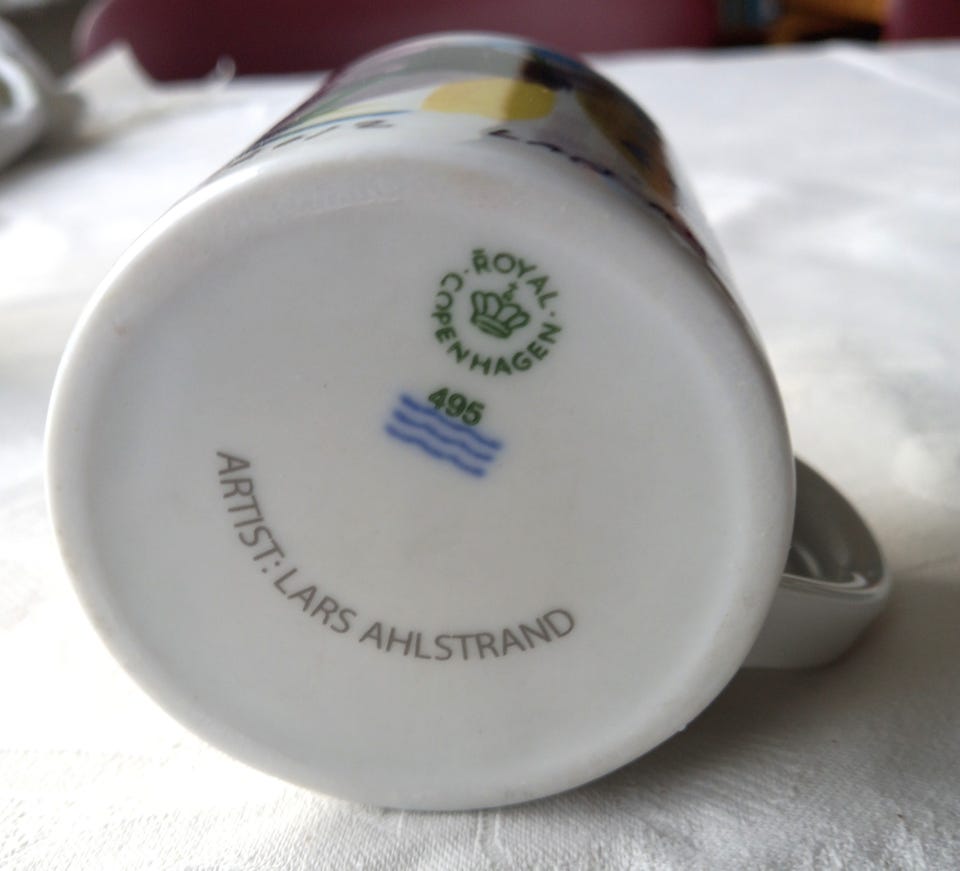 ROYAL
COPENHAGEN
495
ARTIST: LARS AHLSTRAND